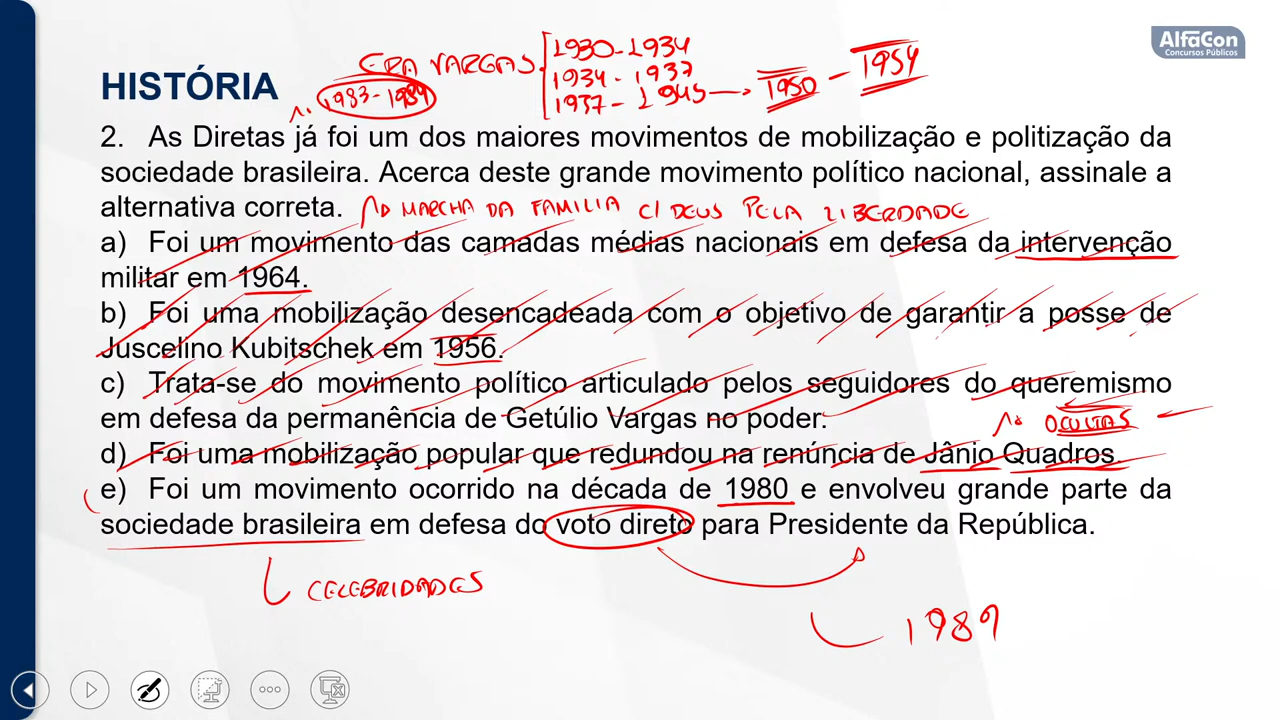 AlfaCon
Concursos Públicos
ERA VARGAS 1930-1934
1934-1937
1937-1945 → 1950-1954
HISTÓRIA
2. As Diretas já foi um dos maiores movimentos de mobilização e politização da
sociedade brasileira. Acerca deste grande movimento político nacional, assinale a
alternativa correta. MARCHA DA FAMILIA C/ DEUS PELA LIBERDADE
a) Foi um movimento das camadas médias nacionais em defesa da intervenção
militar em 1964.
b) Foi uma mobilização desencadeada com o objetivo de garantir a posse de
Juscelino Kubitschek em 1956.
c) Trata-se do movimento político articulado pelos seguidores do queremismo
em defesa da permanência de Getúlio Vargas no poder.
OCULTAS
d) Foi uma mobilização popular que redundou na renúncia de Jânio Quadros.
e) Foi um movimento ocorrido na década de 1980 e envolveu grande parte da
sociedade brasileira em defesa do voto direto para Presidente da República.
CELEBRIDADES
1989